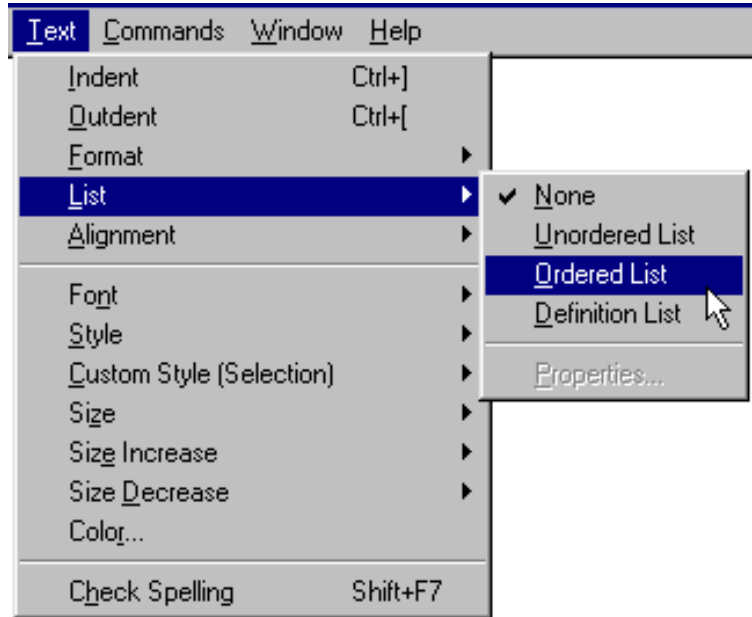 Text Commands Window Help
Indent Ctrl+]
Outdent Ctrl+[
Format
List
Alignment
Font
Style
Custom Style (Selection)
Size
Size Increase
Size Decrease
Color...
Check Spelling Shift+F7
None
Unordered List
Ordered List
Definition List
Properties...